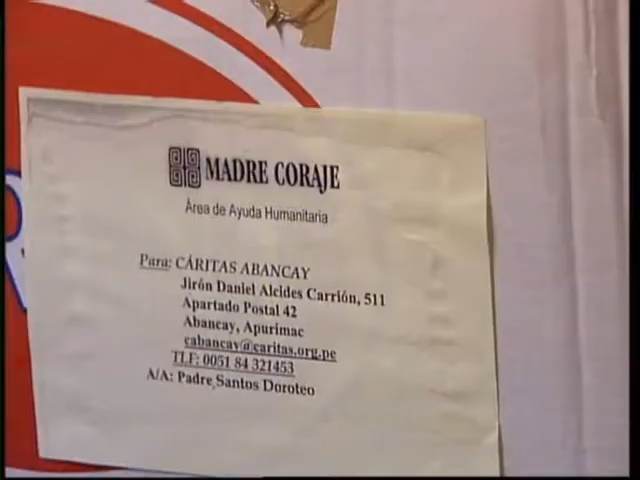 MADRE CORAJE
Área de Ayuda Humanitaria
Para: CÁRITAS ABANCAY
Jirón Daniel Alcides Carrión, 511
Apartado Postal 42
Abancay, Apurimac
cabancay@caritas.org.pe
TLF: 0051 84 321453
A/A: Padre Santos Doroteo